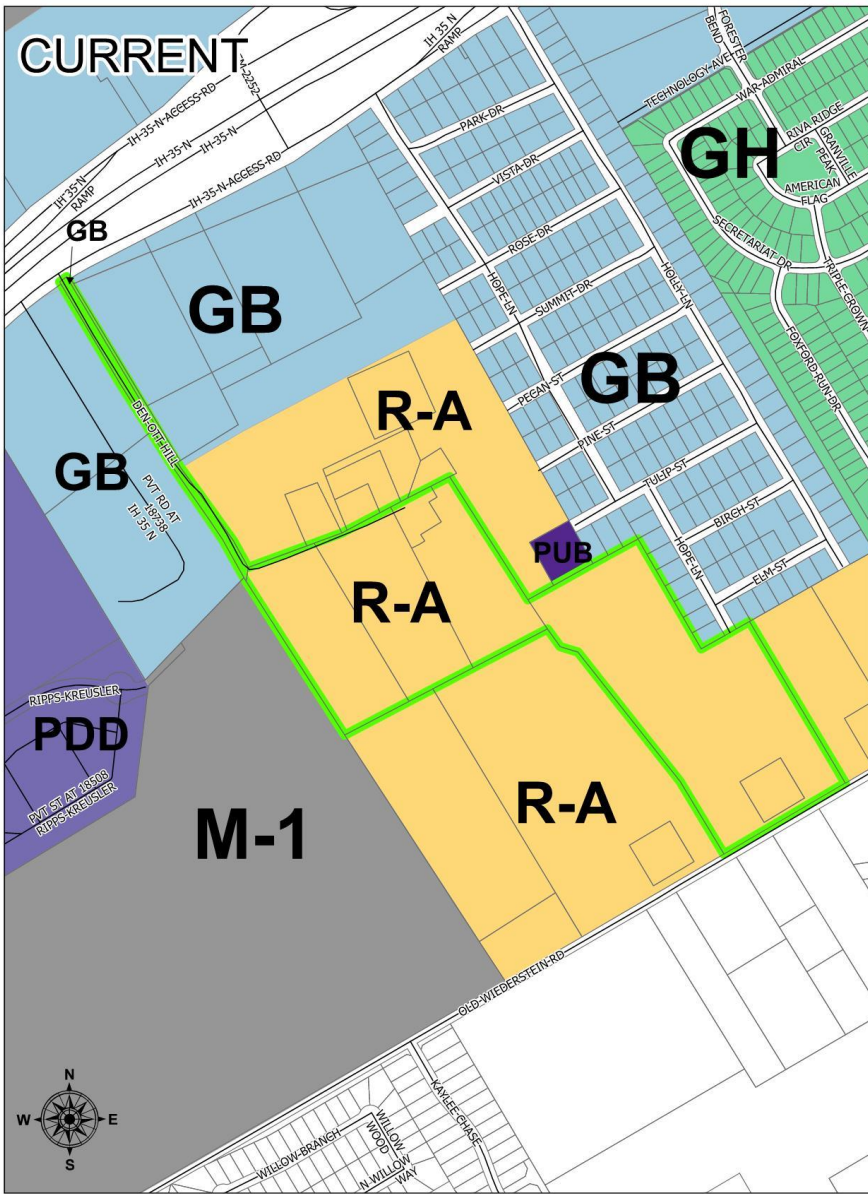 CURRENT
IH 35 N
RAMP
FM-2252
IH-35-N-ACCESS-RD
IH-35-N
IH-35-N
IH-35-N-ACCESS-RD
IH 35-N
RAMP
GB
GB
GB
DEN-OTT-HILL
PVT RD AT
18738
IH 35 N
PARK-DR
VISTA-DR
ROSE-DR
SUMMIT-DR
PECAN-ST
PINE-ST
TULIP-ST
BIRCH-ST
ELM-ST
HOPE-LN
HOPE-LN
HOLLY-LN
GB
TECHNOLOGY-AVE
FORESTER
BEND
WAR-ADMIRAL
GH
RIVA RIDGE
CIR
GRANVILLE
PEAK
AMERICAN
FLAG
SECRETARIAT-DR
TRIPLE-CROWN
FOXFORD-RUN-DR
R-A
R-A
PUB
R-A
RIPPS-KREUSLER
PDD
PVT ST AT 18508
RIPPS-KREUSLER
M-1
OLD-WIEDERSTEIN-RD
KAYLEE-CHASE
WILLOW-BRANCH
WILLOW
WOOD
N-WILLOW
WAY
N
W
E
S